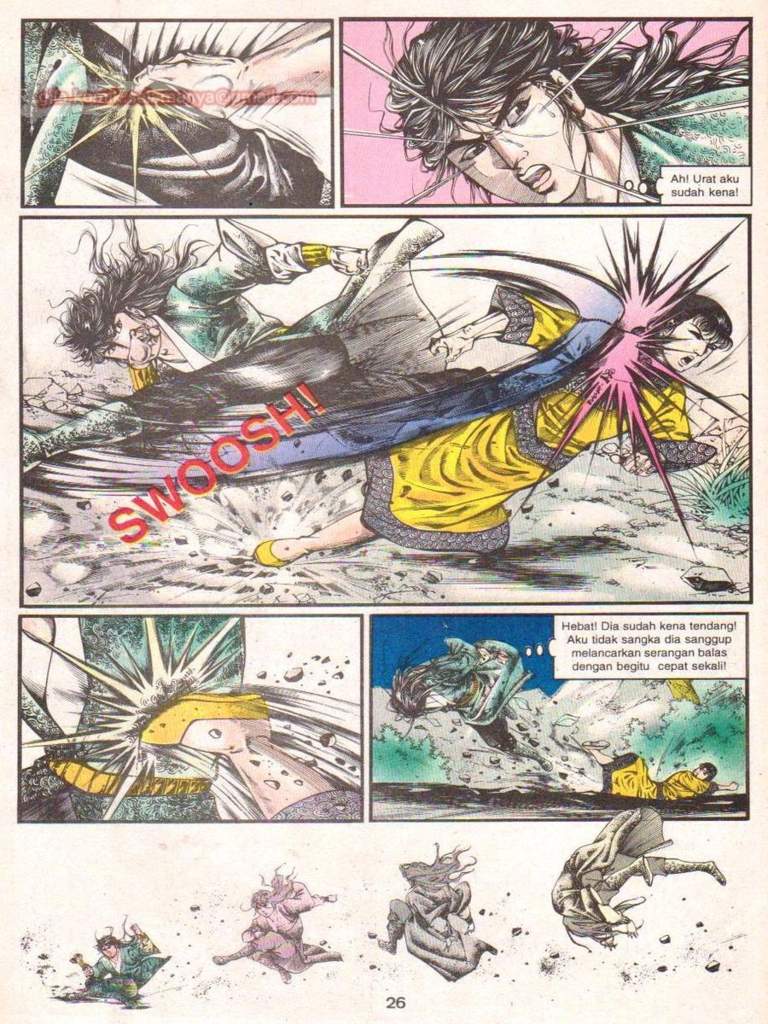 Ah! Urat aku
sudah kena!
SWOOSH!
Hebat! Dia sudah kena tendang!
Aku tidak sangka dia sanggup
melancarkan serangan balas
dengan begitu cepat sekali!
26